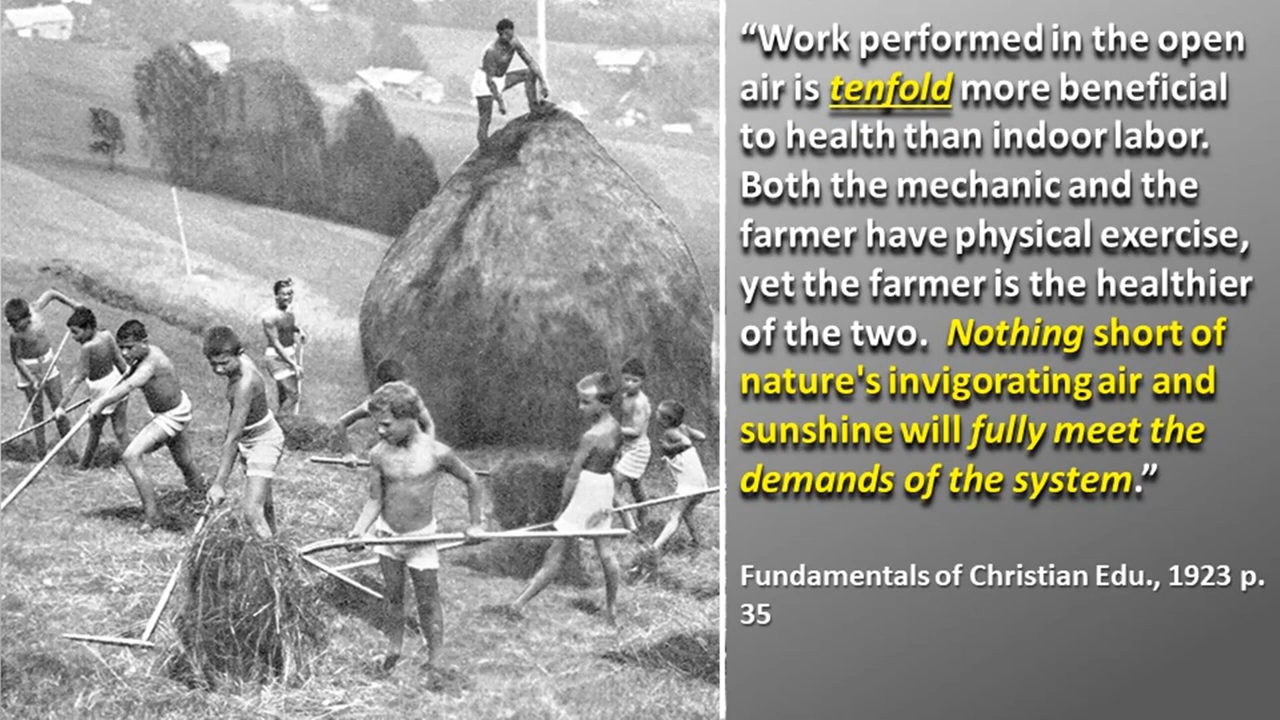 “Work performed in the open
air is tenfold more beneficial
to health than indoor labor.
Both the mechanic and the
farmer have physical exercise,
yet the farmer is the healthier
of the two. Nothing short of
nature's invigorating air and
sunshine will fully meet the
demands of the system.”
Fundamentals of Christian Edu., 1923 p.
35